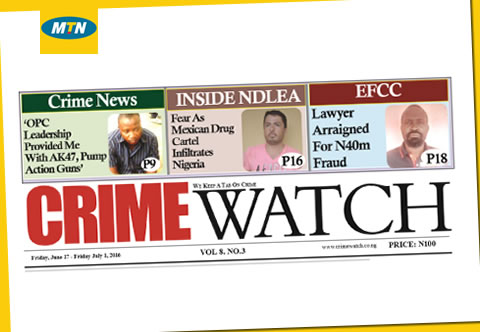 MTN
Crime News
'OPC
Leadership
Provided Me
With AK47, Pump
Action Guns'
P9
INSIDE NDLEA
Fear As
Mexican Drug
Cartel
Infiltrates
Nigeria
P16
EFCC
Lawyer
Arraigned
For N40m
Fraud
P18
WE KEEP A TAB ON CRIME
CRIME WATCH
Friday, June 17 - Friday July 1, 2016
VOL 8. NO.3
www.crimewatch.co.ng
PRICE: N100